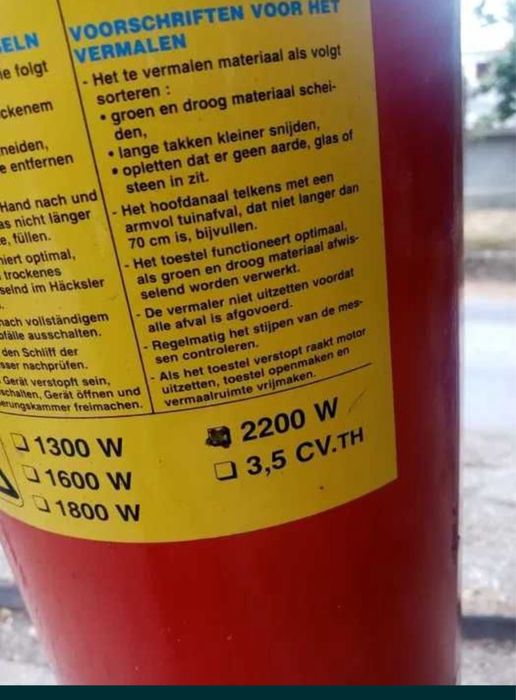 ELN
ie folgt
ckenem
neiden,
e entfernen
Hand nach und
as nicht länger
e, füllen.
niert optimal,
trockenes
selnd im Häcksler
nach vollständigem
bfälle ausschalten.
den Schliff der
sser nachprüfen.
Gerät verstopft sein,
schalten, Gerät öffnen und
erungskammer freimachen.
VOORSCHRIFTEN VOOR HET
VERMALEN
- Het te vermalen materiaal als volgt
sorteren :
• groen en droog materiaal schei-
den,
• lange takken kleiner snijden,
• opletten dat er geen aarde, glas of
steen in zit.
- Het hoofdanaal telkens met een
armvol tuinafval, dat niet langer dan
70 cm is, bijvullen.
- Het toestel functioneert optimaal,
als groen en droog materiaal afwis-
selend worden verwerkt.
- De vermaler niet uitzetten voordat
alle afval is afgovoerd.
- Regelmatig het stijpen van de mes-
sen controleren.
- Als het toestel verstopt raakt motor
uitzetten, toestel openmaken en
vermaalruimte vrijmaken.
1300 W
1600 W
1800 W
2200 W
3,5 CV.TH